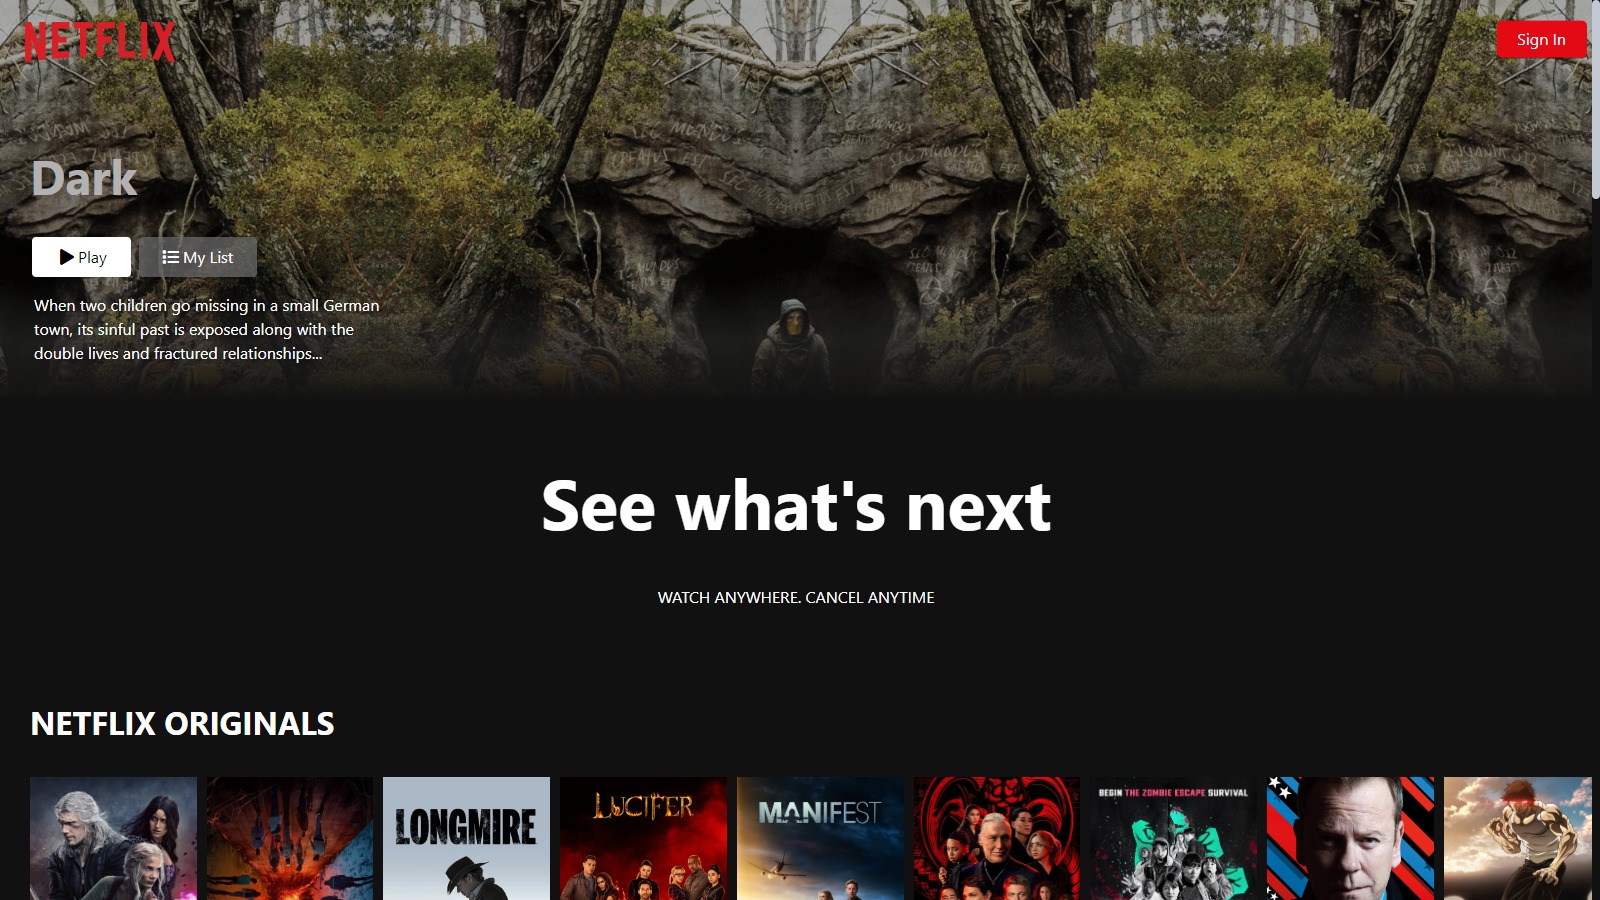 NETFLIX
Sign In
Dark
Play
My List
When two children go missing in a small German
town, its sinful past is exposed along with the
double lives and fractured relationships...
See what's next
WATCH ANYWHERE. CANCEL ANYTIME
NETFLIX ORIGINALS
LONGMIRE
LUCIFER
MANIFEST
BEGIN THE ZOMBIE ESCAPE SURVIVAL